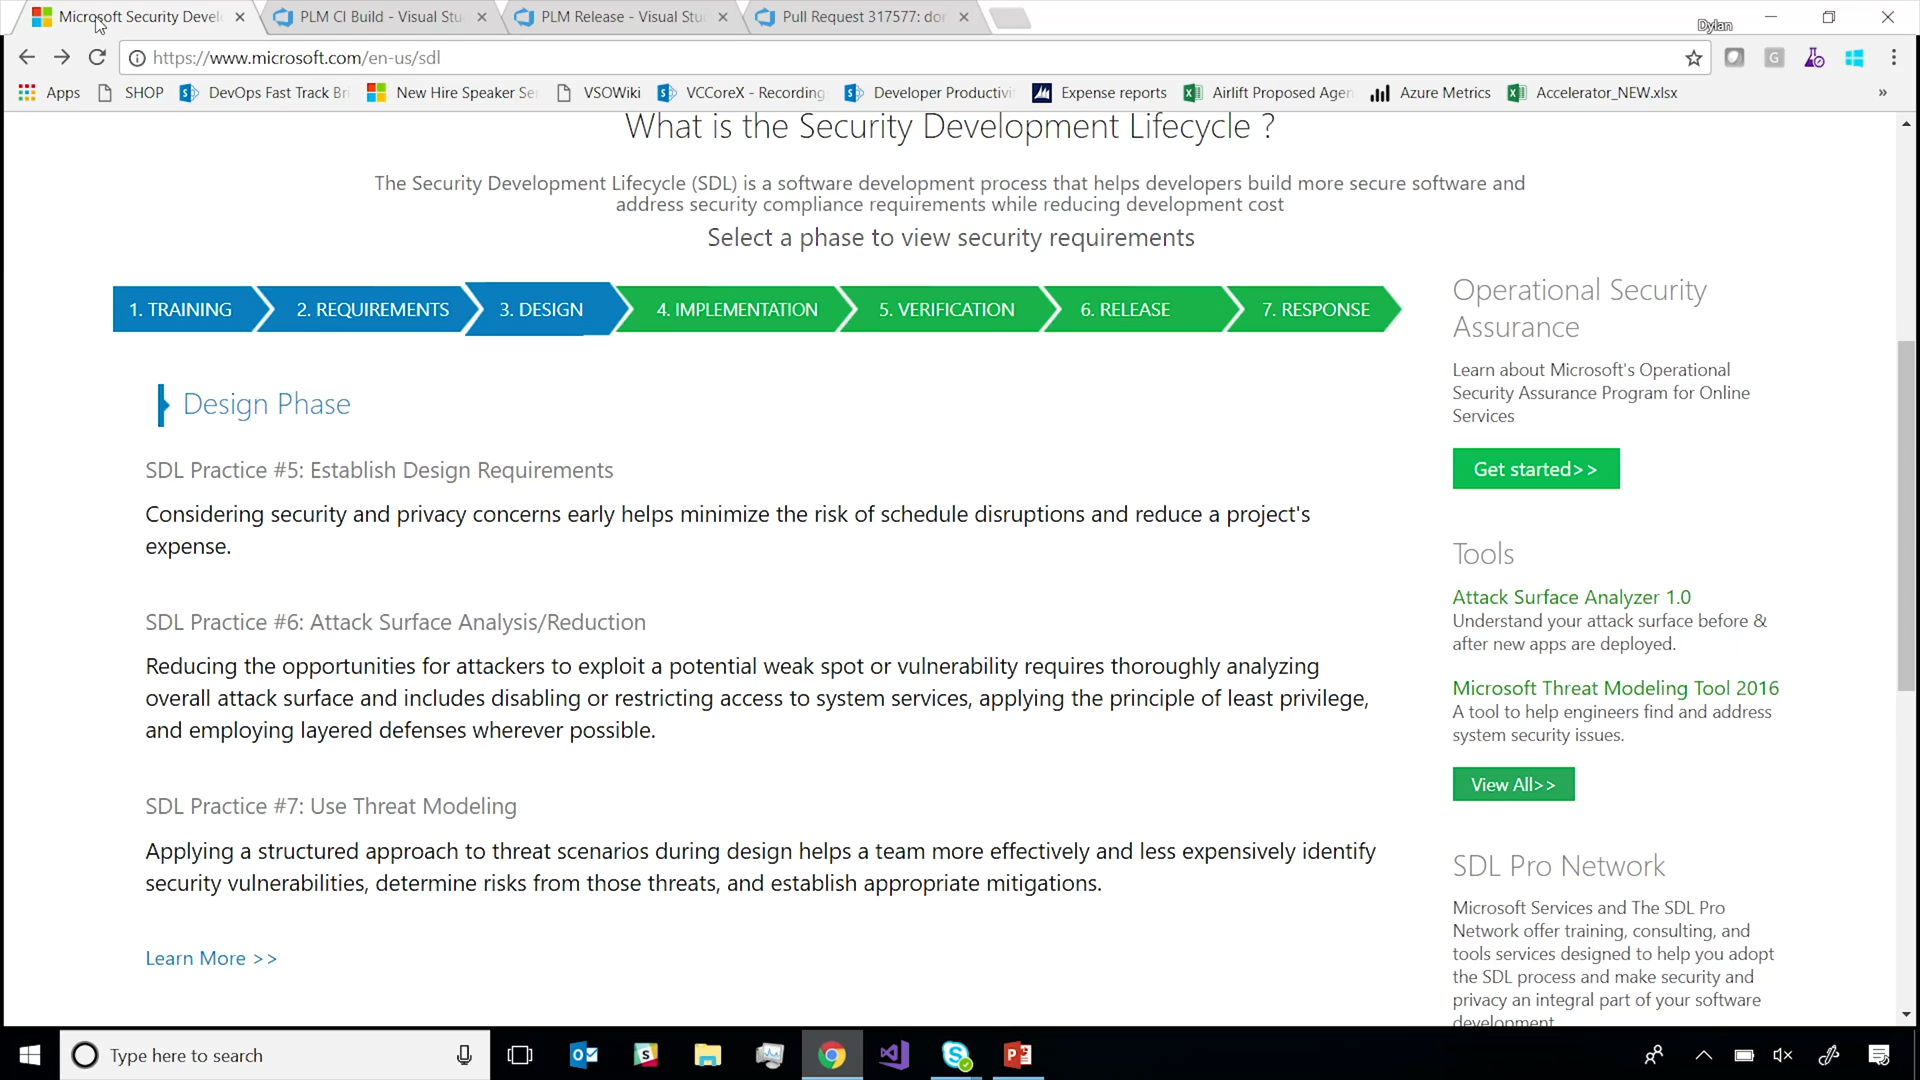 Microsoft Security Devel
PLM CI Build - Visual Stu
PLM Release - Visual Stu
Pull Request 317577: do
Dylan
https://www.microsoft.com/en-us/sdl
G
Apps
SHOP
DevOps Fast Track Bri
New Hire Speaker Se
VSOWiki
VCCoreX - Recording
Developer Productivi
Expense reports
Airlift Proposed Agen
Azure Metrics
Accelerator_NEW.xlsx
»
What is the Security Development Lifecycle ?
The Security Development Lifecycle (SDL) is a software development process that helps developers build more secure software and
address security compliance requirements while reducing development cost
Select a phase to view security requirements
1. TRAINING
2. REQUIREMENTS
3. DESIGN
4. IMPLEMENTATION
5. VERIFICATION
6. RELEASE
7. RESPONSE
Design Phase
SDL Practice #5: Establish Design Requirements
Considering security and privacy concerns early helps minimize the risk of schedule disruptions and reduce a project's
expense.
SDL Practice #6: Attack Surface Analysis/Reduction
Reducing the opportunities for attackers to exploit a potential weak spot or vulnerability requires thoroughly analyzing
overall attack surface and includes disabling or restricting access to system services, applying the principle of least privilege,
and employing layered defenses wherever possible.
SDL Practice #7: Use Threat Modeling
Applying a structured approach to threat scenarios during design helps a team more effectively and less expensively identify
security vulnerabilities, determine risks from those threats, and establish appropriate mitigations.
Learn More >>
Operational Security
Assurance
Learn about Microsoft's Operational
Security Assurance Program for Online
Services
Get started>>
Tools
Attack Surface Analyzer 1.0
Understand your attack surface before &
after new apps are deployed.
Microsoft Threat Modeling Tool 2016
A tool to help engineers find and address
system security issues.
View All>>
SDL Pro Network
Microsoft Services and The SDL Pro
Network offer training, consulting, and
tools services designed to help you adopt
the SDL process and make security and
privacy an integral part of your software
development
Type here to search